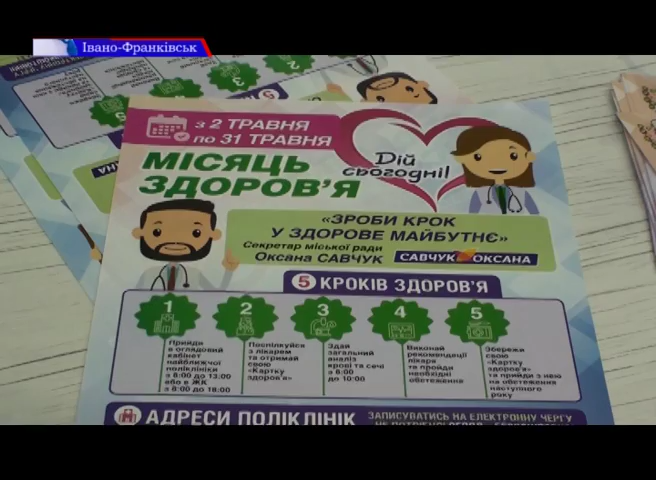 Івано-Франківськ
з 2 ТРАВНЯ
по 31 ТРАВНЯ
МІСЯЦЬ
ЗДОРОВ'Я
Дій
сьогодні!
«ЗРОБИ КРОК
У ЗДОРОВЕ МАЙБУТНЄ»
Секретар міської ради
Оксана САВЧУК
САВЧУК ОКСАНА
5 КРОКІВ ЗДОРОВ'Я
1
Прийди
в оглядовий
кабінет
найближчої
поліклініки
з 8:00 до 13:00
або в ЖК
з 8:00 до 18:00
2
Поспілкуйся
з лікарем
та отримай
свою
«Картку
здоров'я»
3
Здай
загальний
аналіз
крові та сечі
з 8:00
до 10:00
4
Виконай
рекомендації
лікаря
та пройди
необхідні
обстеження
5
Збережи
свою
«Картку
здоров'я»
та прийди з нею
на обстеження
наступного
року
АДРЕСИ ПОЛІКЛІНІК
ЗАПИСУВАТИСЬ НА ЕЛЕКТРОННУ ЧЕРГУ